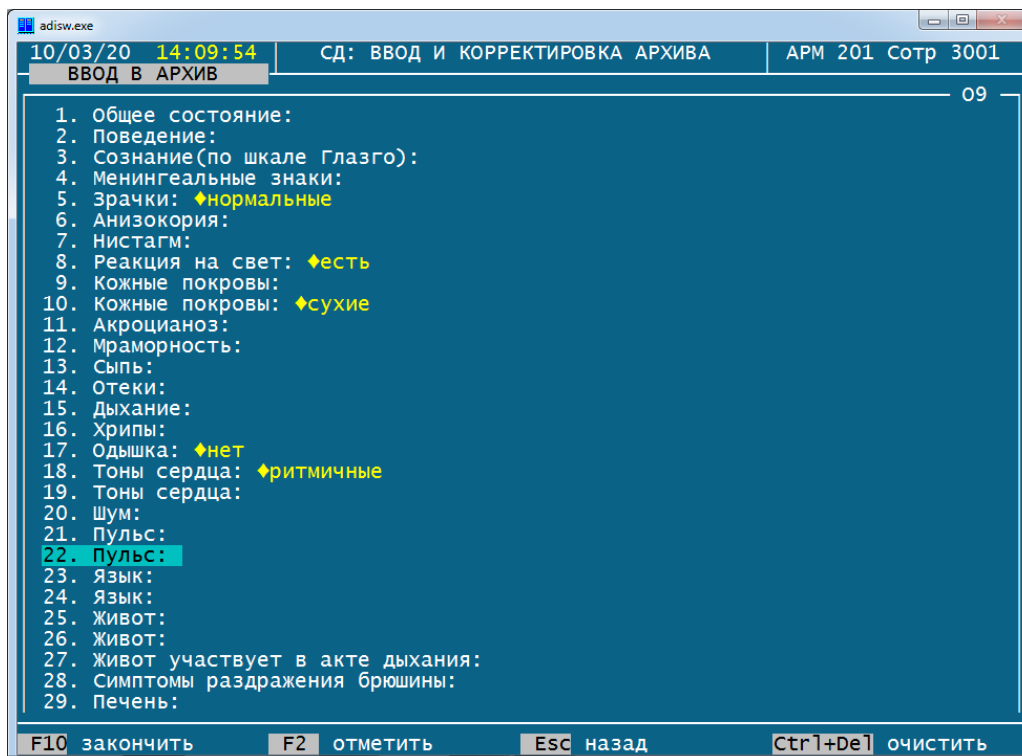 adisw.exe
10/03/20 14:09:54 СД: ВВОД И КОРРЕКТИРОВКА АРХИВА АРМ 201 Сотр 3001
ВВОД В АРХИВ
О9
1. Общее состояние:
2. Поведение:
3. Сознание(по шкале Глазго):
4. Менингеальные знаки:
5. Зрачки: ♦нормальные
6. Анизокория:
7. Нистагм:
8. Реакция на свет: ♦есть
9. Кожные покровы:
10. Кожные покровы: ♦сухие
11. Акроцианоз:
12. Мраморность:
13. Сыпь:
14. Отеки:
15. Дыхание:
16. Хрипы:
17. Одышка: ♦нет
18. Тоны сердца: ♦ритмичные
19. Тоны сердца:
20. Шум:
21. Пульс:
22. Пульс:
23. Язык:
24. Язык:
25. Живот:
26. Живот:
27. Живот участвует в акте дыхания:
28. Симптомы раздражения брюшины:
29. Печень:
F10 закончить F2 отметить Esc назад Ctrl+Del очистить